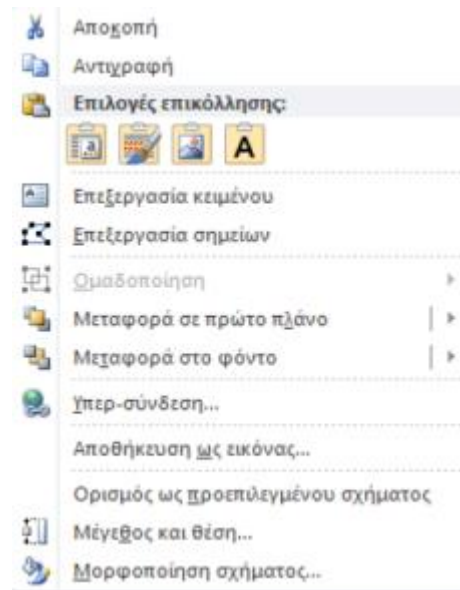 Αποκοπή
Αντιγραφή
Επιλογές επικόλλησης:
a A
Επεξεργασία κειμένου
Επεξεργασία σημείων
Ομαδοποίηση
Μεταφορά σε πρώτο πλάνο
Μεταφορά στο φόντο
Υπερ-σύνδεση...
Αποθήκευση ως εικόνας...
Ορισμός ως προεπιλεγμένου σχήματος
Μέγεθος και θέση...
Μορφοποίηση σχήματος...